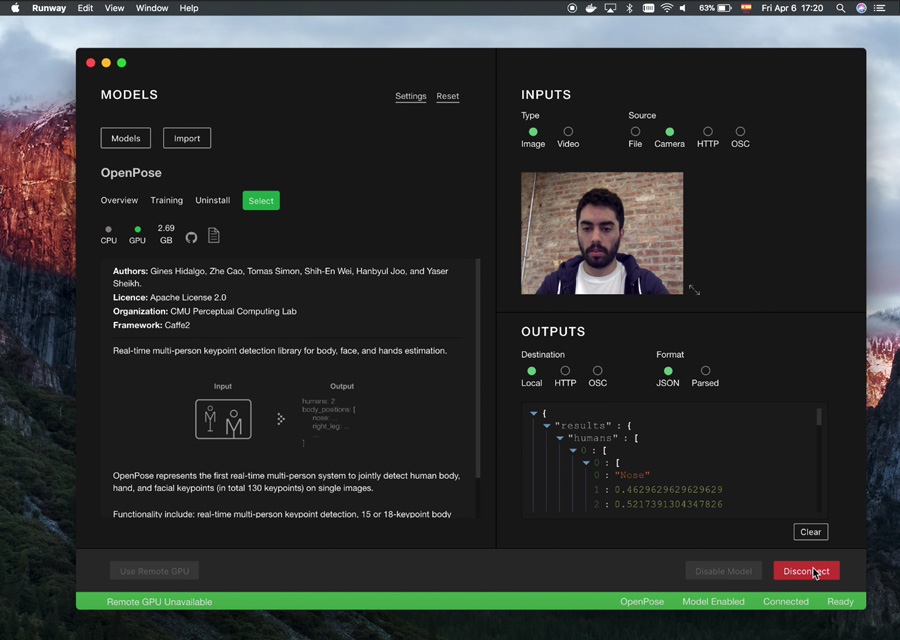 Runway Edit View Window Help
63% Fri Apr 6 17:20
MODELS
Settings Reset
Models Import
OpenPose
Overview Training Uninstall Select
CPU GPU 2.69 GB
Authors: Gines Hidalgo, Zhe Cao, Tomas Simon, Shih-En Wei, Hanbyul Joo, and Yaser
Sheikh.
Licence: Apache License 2.0
Organization: CMU Perceptual Computing Lab
Framework: Caffe2
Real-time multi-person keypoint detection library for body, face, and hands estimation.
Input Output
humans: 2
body_positions: [
nose: ...
right_leg: ...
...
]
OpenPose represents the first real-time multi-person system to jointly detect human body,
hand, and facial keypoints (in total 130 keypoints) on single images.
Functionality include: real-time multi-person keypoint detection, 15 or 18-keypoint body
INPUTS
Type Source
Image Video File Camera HTTP OSC
OUTPUTS
Destination Format
Local HTTP OSC JSON Parsed
{
"results" : {
"humans" : [
0 : [
0 : [
0 : "Nose"
1 : 0.4629629629629629
2 : 0.5217391304347826
Clear
Use Remote GPU Disable Model Disconnect
Remote GPU Unavailable OpenPose Model Enabled Connected Ready